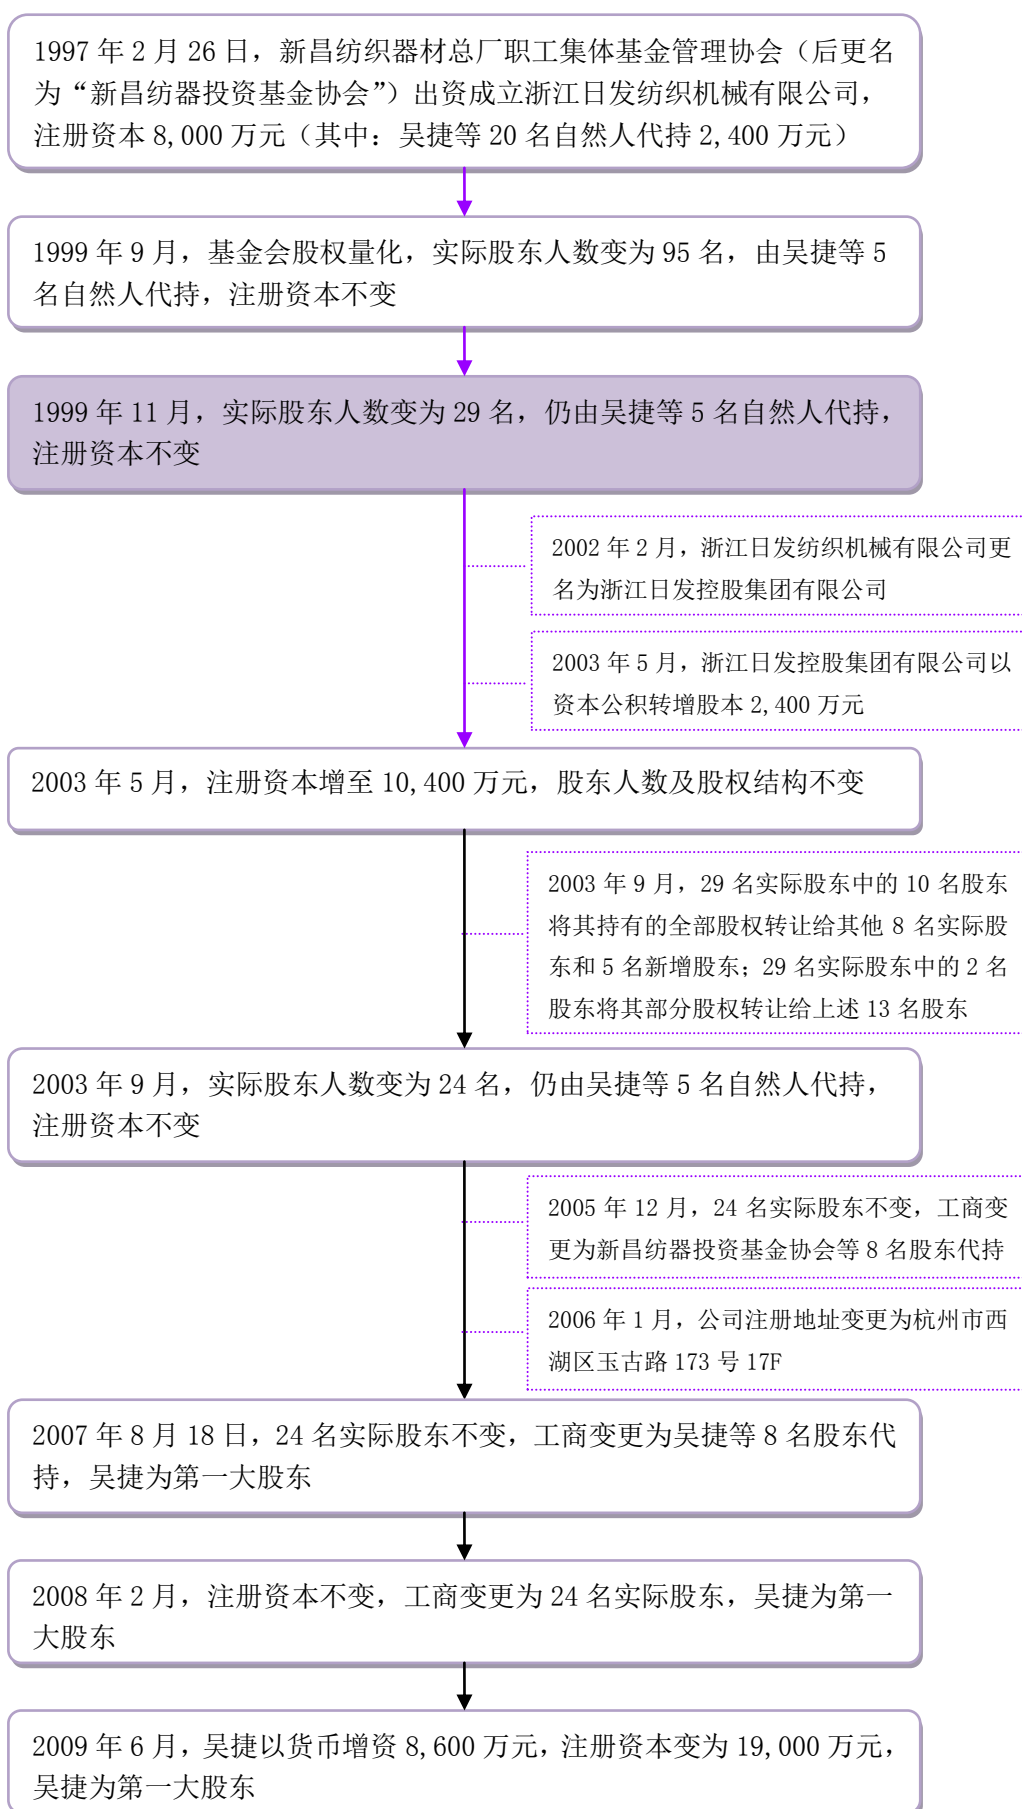 1997 年 2 月 26 日，新昌纺织器材总厂职工集体基金管理协会（后更名
为“新昌纺器投资基金协会”）出资成立浙江日发纺织机械有限公司，
注册资本 8,000 万元（其中：吴捷等 20 名自然人代持 2,400 万元）
1999 年 9 月，基金会股权量化，实际股东人数变为 95 名，由吴捷等 5
名自然人代持，注册资本不变
1999 年 11 月，实际股东人数变为 29 名，仍由吴捷等 5 名自然人代持，
注册资本不变
2002 年 2 月，浙江日发纺织机械有限公司更
名为浙江日发控股集团有限公司
2003 年 5 月，浙江日发控股集团有限公司以
资本公积转增股本 2,400 万元
2003 年 5 月，注册资本增至 10,400 万元，股东人数及股权结构不变
2003 年 9 月，29 名实际股东中的 10 名股东
将其持有的全部股权转让给其他 8 名实际股
东和 5 名新增股东；29 名实际股东中的 2 名
股东将其部分股权转让给上述 13 名股东
2003 年 9 月，实际股东人数变为 24 名，仍由吴捷等 5 名自然人代持，
注册资本不变
2005 年 12 月，24 名实际股东不变，工商变
更为新昌纺器投资基金协会等 8 名股东代持
2006 年 1 月，公司注册地址变更为杭州市西
湖区玉古路 173 号 17F
2007 年 8 月 18 日，24 名实际股东不变，工商变更为吴捷等 8 名股东代
持，吴捷为第一大股东
2008 年 2 月，注册资本不变，工商变更为 24 名实际股东，吴捷为第一
大股东
2009 年 6 月，吴捷以货币增资 8,600 万元，注册资本变为 19,000 万元，
吴捷为第一大股东